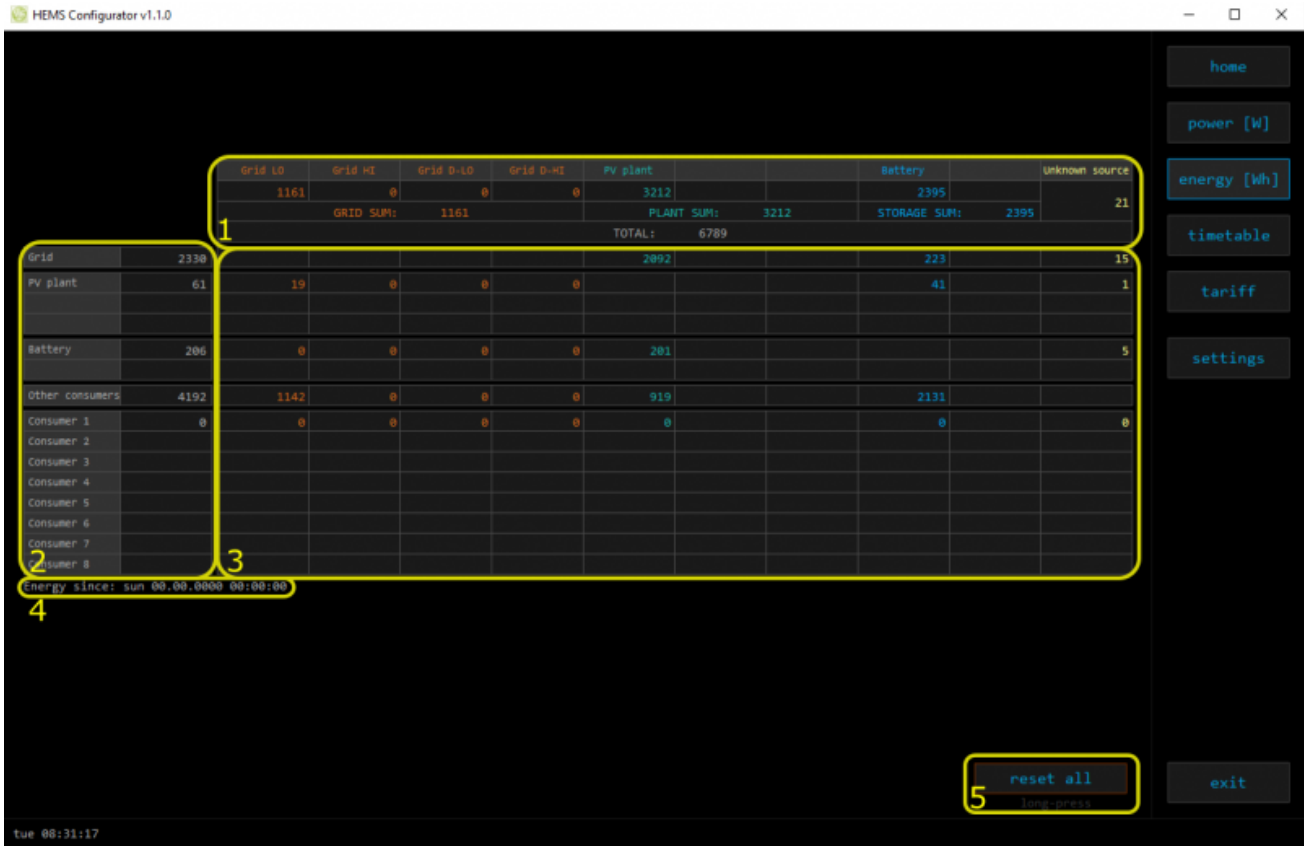 HEMS Configurator v1.1.0
home
power [W]
energy [Wh]
timetable
tariff
settings
Grid LO Grid HI Grid D-LO Grid D-HI PV plant Battery Unknown source
1161 0 0 0 3212 2395 21
GRID SUM: 1161 PLANT SUM: 3212 STORAGE SUM: 2395
1 TOTAL: 6789
Grid 2330 2092 223 15
PV plant 61 19 0 0 0 41 1
Battery 206 0 0 0 0 201 5
Other consumers 4192 1142 0 0 0 919 2131
Consumer 1 0 0 0 0 0 0 0 0
Consumer 2
Consumer 3
Consumer 4
Consumer 5
Consumer 6
Consumer 7
Consumer 8
2 3
Energy since: sun 00.00.0000 00:00:00
4
reset all
5 long-press
exit
tue 08:31:17